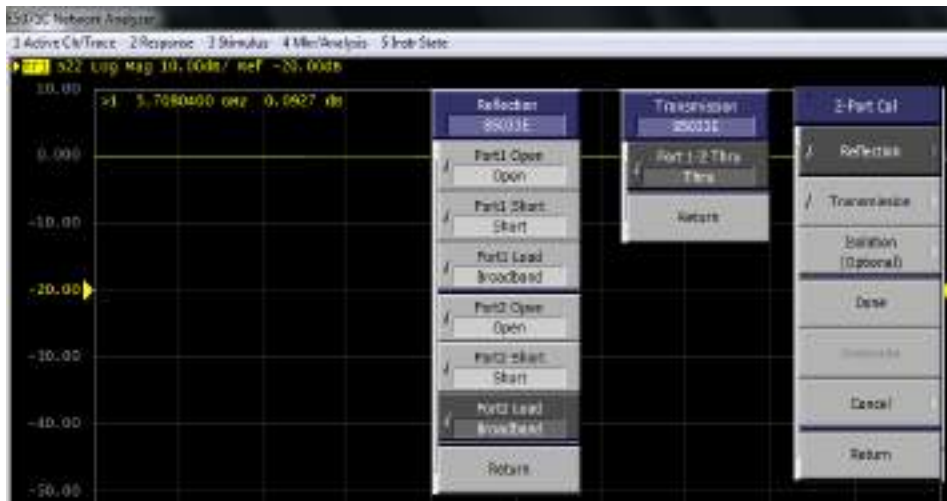 E5071C Network Analyzer
1 Active Ch/Trace 2 Response 3 Stimulus 4 Mkr/Analysis 5 Instr State
Tr1 S22 Log Mag 10.00dB/ Ref -20.00dB
10.00
>1 5.7080400 GHz 0.0927 dB
0.000
-10.00
-20.00
-30.00
-40.00
-50.00
Reflection
85033E
Port1 Open
Open
Port1 Short
Short
Port1 Load
Broadband
Port2 Open
Open
Port2 Short
Short
Port2 Load
Broadband
Return
Transmission
85033E
Port 1-2 Thru
Thru
Return
2-Port Cal
Reflection
Transmission
Isolation
(Optional)
Done
Cancel
Return